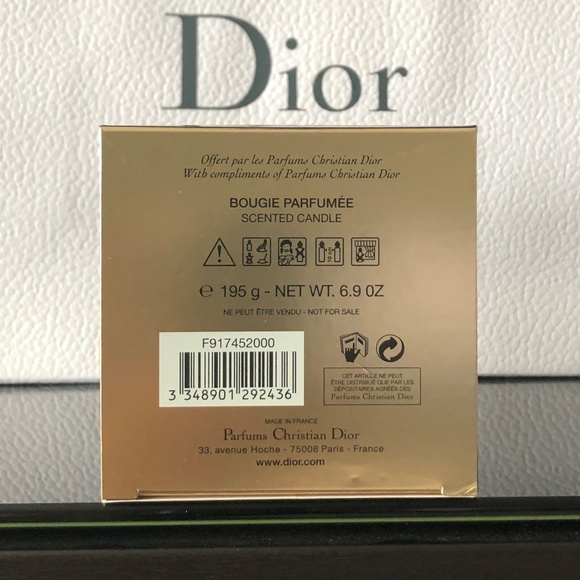 Dior
Offert par les Parfums Christian Dior
With compliments of Parfums Christian Dior
BOUGIE PARFUMÉE
SCENTED CANDLE
10 cm
℮ 195 g - NET WT. 6.9 OZ
NE PEUT ÊTRE VENDU - NOT FOR SALE
F917452000
3 348901 292436
CET ARTICLE NE PEUT
ÊTRE DISTRIBUÉ QUE PAR LES
DÉPOSITAIRES AGRÉÉS DES
Parfums Christian Dior
MADE IN FRANCE
Parfums Christian Dior
33, avenue Hoche - 75008 Paris - France
www.dior.com